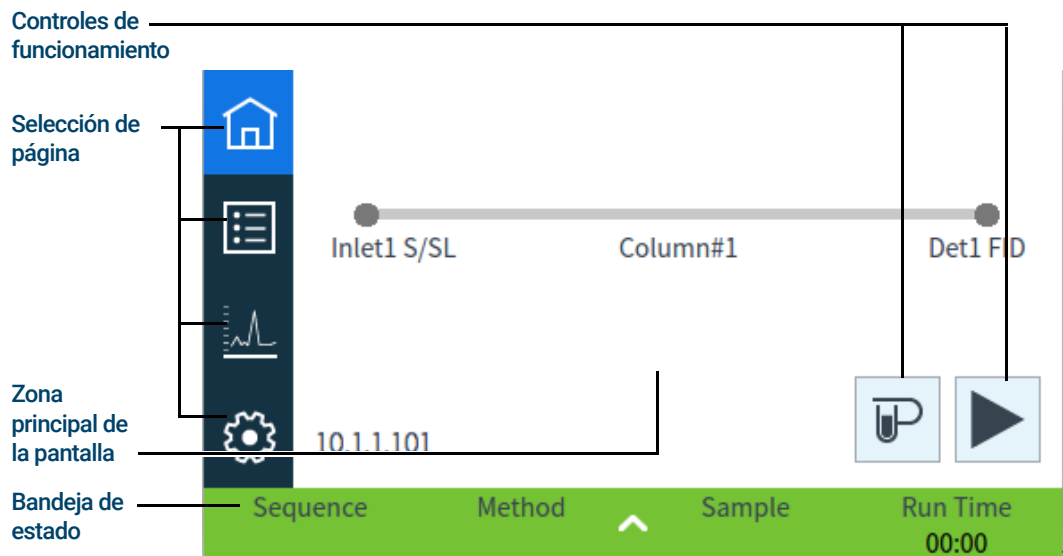 Controles de
funcionamiento
Selección de
página
Inlet1 S/SL
Column#1
Det1 FID
Zona
principal de
la pantalla
10.1.1.101
Bandeja de
estado
Sequence
Method
Sample
Run Time
00:00